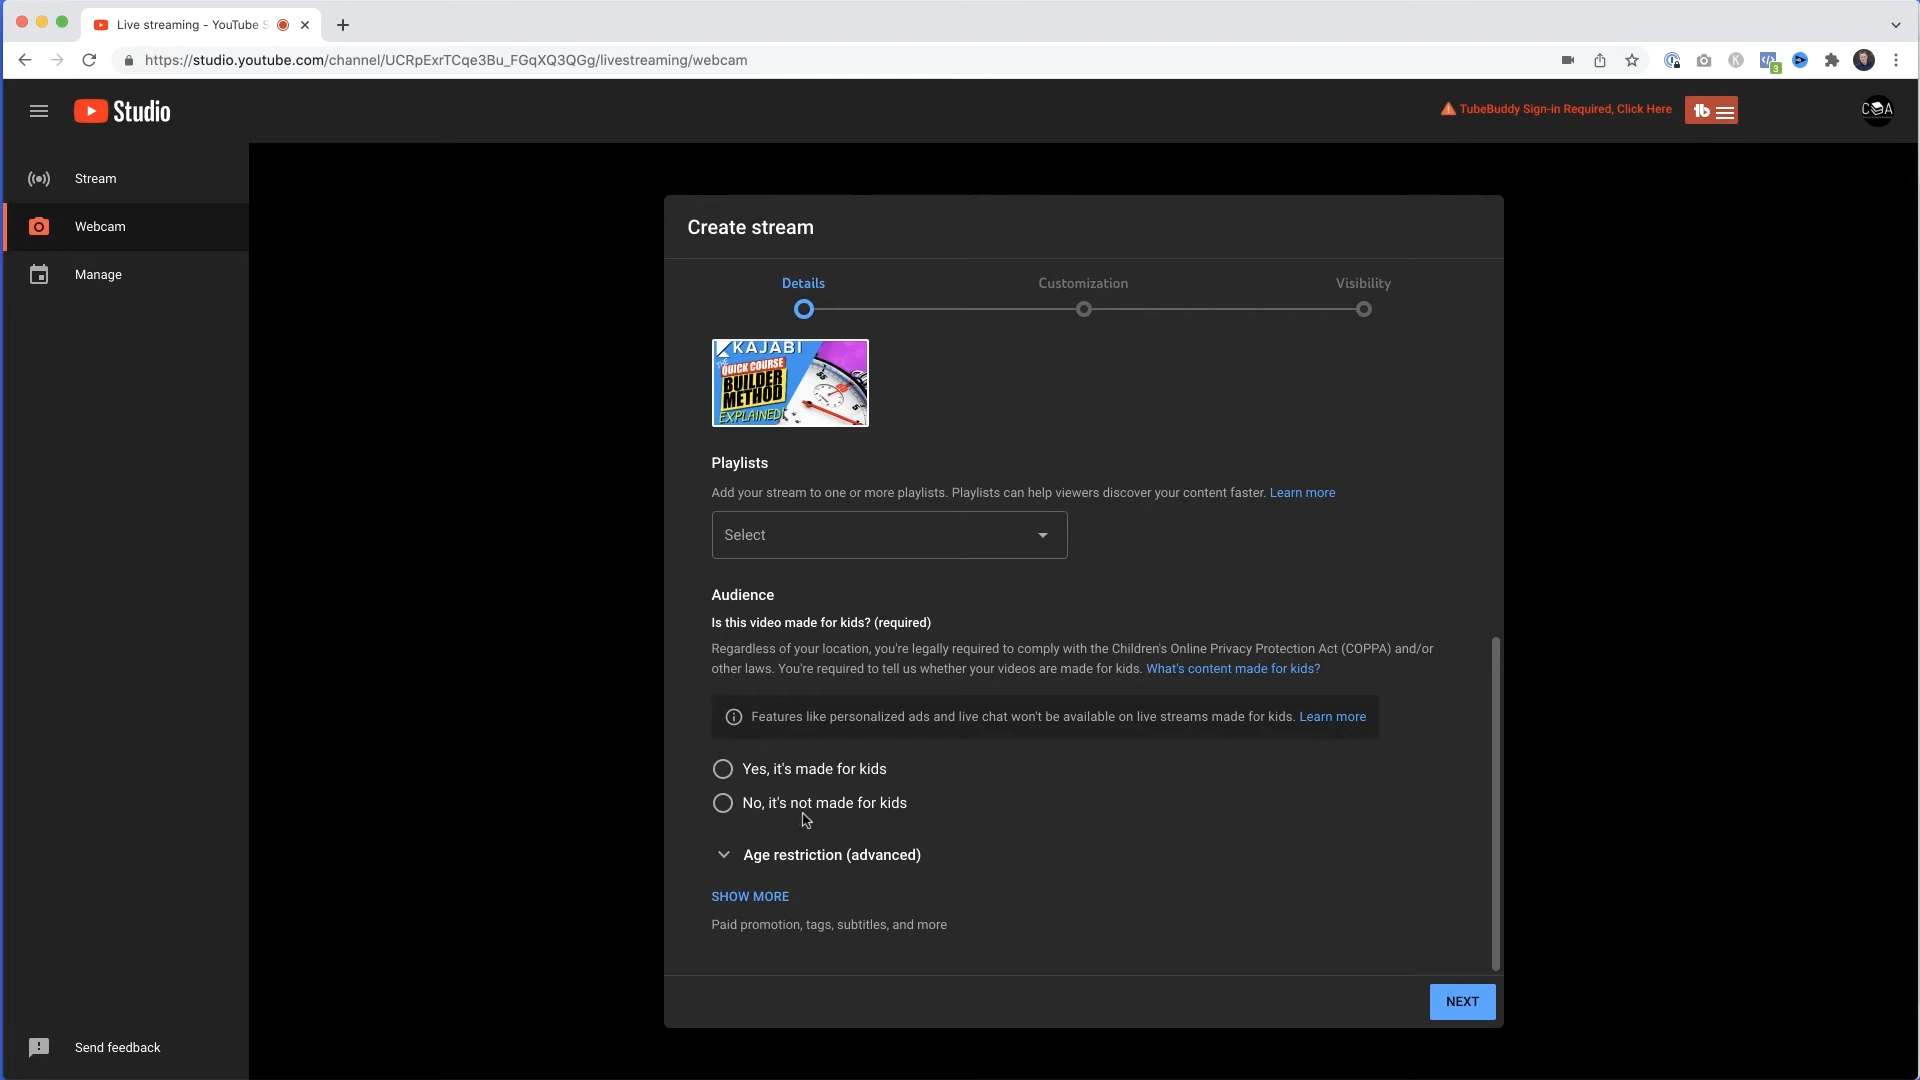 Live streaming - YouTube S
https://studio.youtube.com/channel/UCRpExrTCqe3Bu_FGqXQ3QGg/livestreaming/webcam
3
Studio
TubeBuddy Sign-in Required, Click Here
tb
Stream
Webcam
Manage
Send feedback
Create stream
Details
Customization
Visibility
KAJABI
THE
QUICK COURSE
BUILDER
METHOD
EXPLAINED!
Playlists
Add your stream to one or more playlists. Playlists can help viewers discover your content faster. Learn more
Select
Audience
Is this video made for kids? (required)
Regardless of your location, you're legally required to comply with the Children's Online Privacy Protection Act (COPPA) and/or
other laws. You're required to tell us whether your videos are made for kids. What's content made for kids?
Features like personalized ads and live chat won't be available on live streams made for kids. Learn more
Yes, it's made for kids
No, it's not made for kids
Age restriction (advanced)
SHOW MORE
Paid promotion, tags, subtitles, and more
NEXT